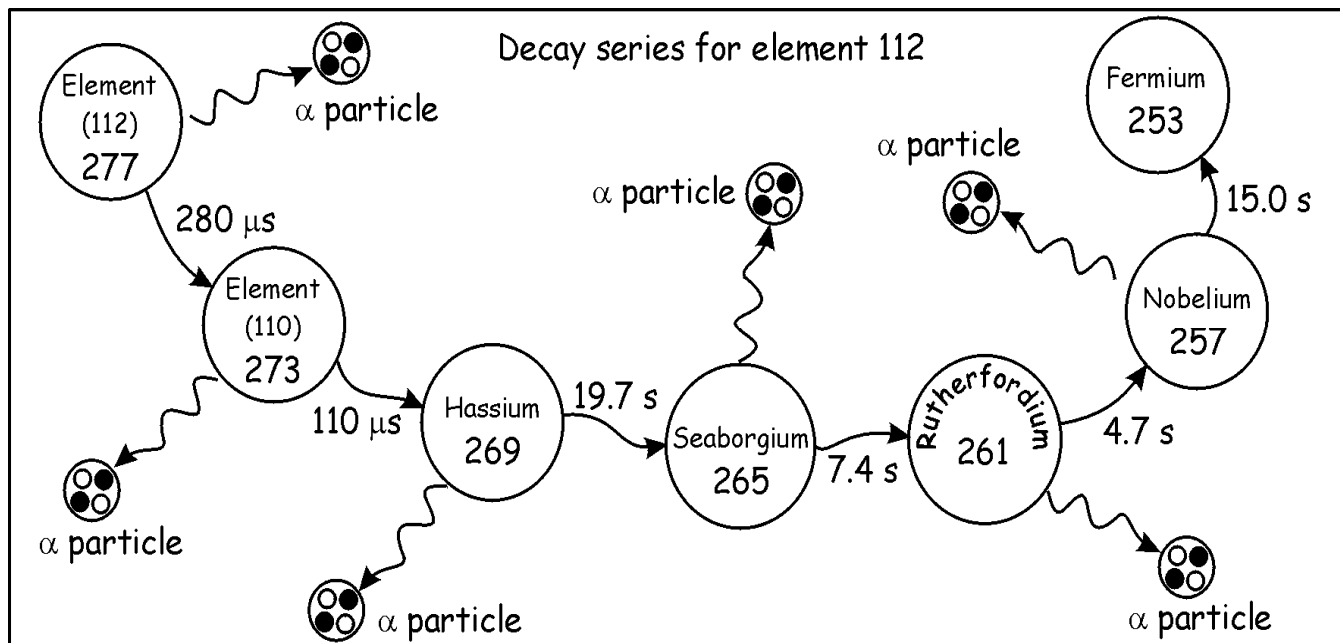 Decay series for element 112
Element
(112)
277
α particle
280 μs
Element
(110)
273
α particle
110 μs
Hassium
269
α particle
19.7 s
Seaborgium
265
α particle
7.4 s
Rutherfordium
261
α particle
4.7 s
Nobelium
257
α particle
15.0 s
Fermium
253